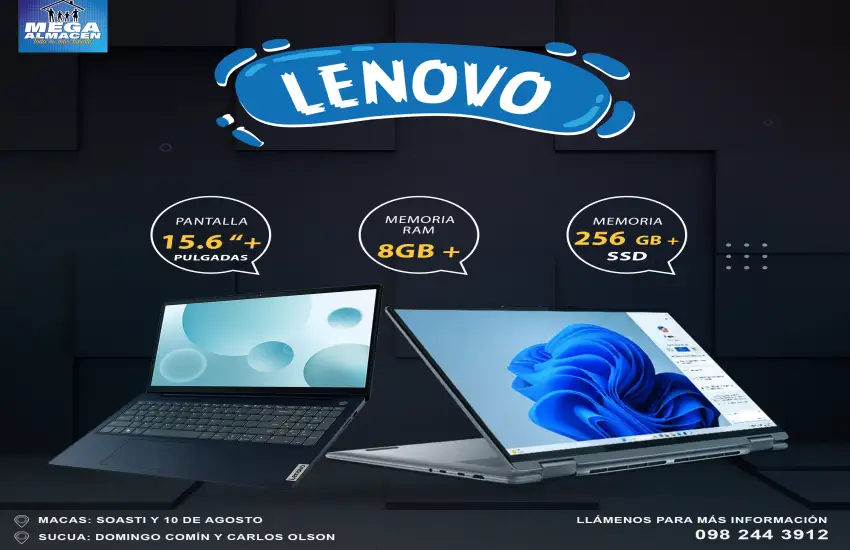 MEGA
ALMACEN
LENOVO
PANTALLA
15.6 “+
PULGADAS
MEMORIA
RAM
8GB +
MEMORIA
256 GB +
SSD
Lenovo
MACAS: SOASTI Y 10 DE AGOSTO
SUCUA: DOMINGO COMÍN Y CARLOS OLSON
LLÁMENOS PARA MÁS INFORMACIÓN
098 244 3912